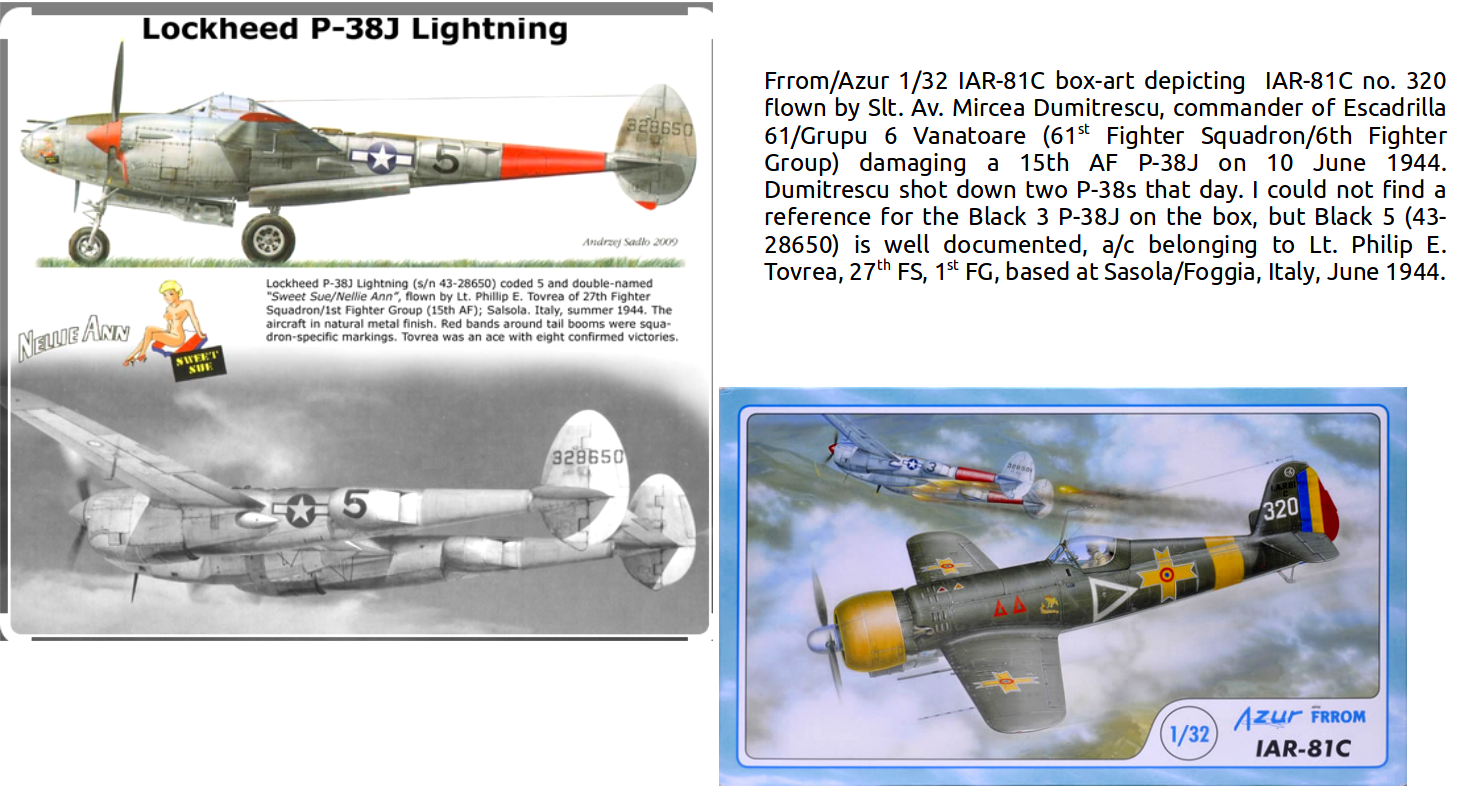 Lockheed P-38J Lightning
328650
5
Andrzej Sadło 2009
Lockheed P-38J Lightning (s/n 43-28650) coded 5 and double-named
"Sweet Sue/Nellie Ann", flown by Lt. Phillip E. Tovrea of 27th Fighter
Squadron/1st Fighter Group (15th AF); Salsola. Italy, summer 1944. The
aircraft in natural metal finish. Red bands around tail booms were squa-
dron-specific markings. Tovrea was an ace with eight confirmed victories.
NELLIE ANN
SWEET
SUE
328650
5
Frrom/Azur 1/32 IAR-81C box-art depicting IAR-81C no. 320
flown by Slt. Av. Mircea Dumitrescu, commander of Escadrilla
61/Grupu 6 Vanatoare (61st Fighter Squadron/6th Fighter
Group) damaging a 15th AF P-38J on 10 June 1944.
Dumitrescu shot down two P-38s that day. I could not find a
reference for the Black 3 P-38J on the box, but Black 5 (43-
28650) is well documented, a/c belonging to Lt. Philip E.
Tovrea, 27th FS, 1st FG, based at Sasola/Foggia, Italy, June 1944.
3
320
1/32
Azur FRROM
IAR-81C